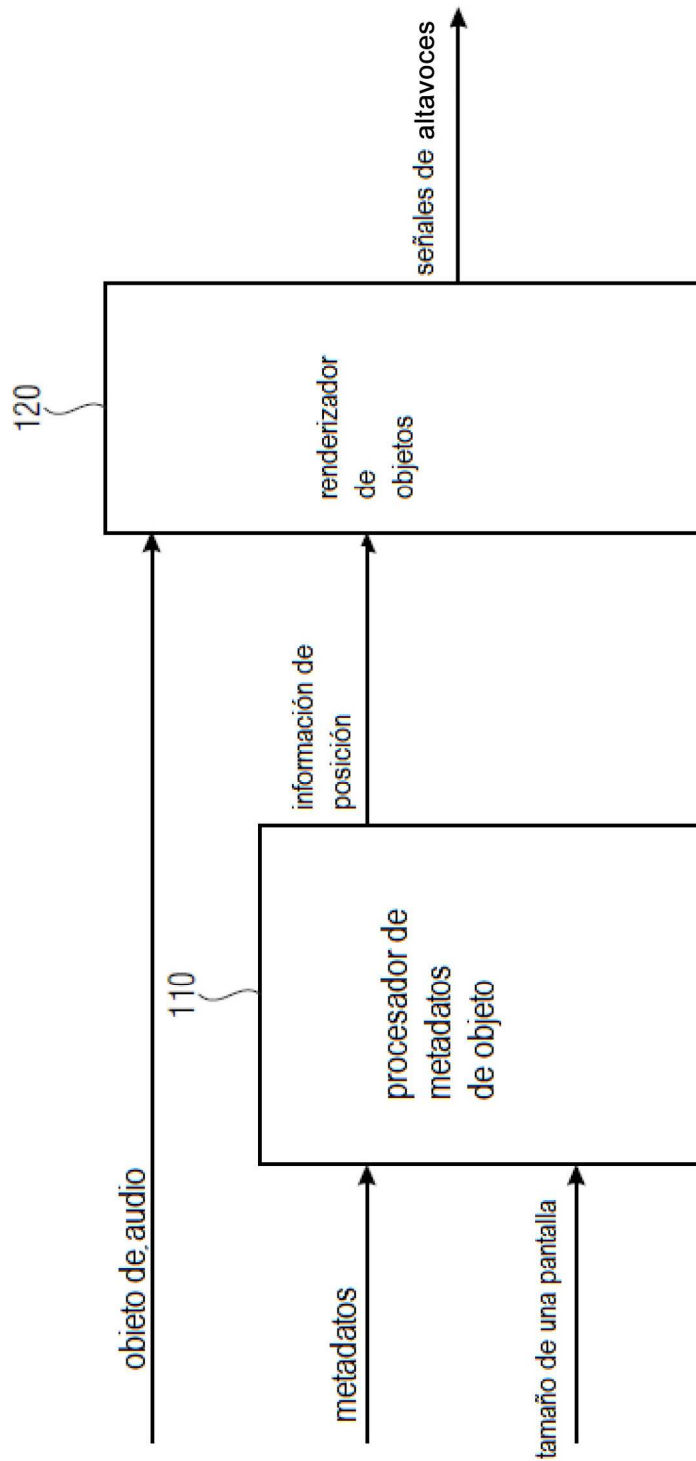 objeto de audio
metadatos
tamaño de una pantalla
110
procesador de
metadatos
de objeto
información de
posición
120
renderizador
de
objetos
señales de altavoces